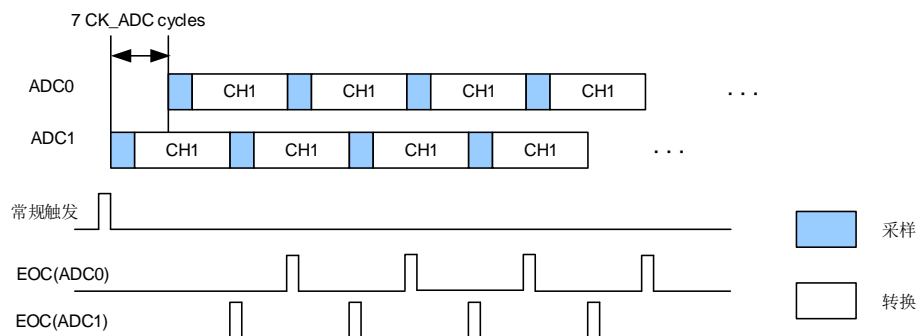 7 CK_ADC cycles
ADC0 CH1 CH1 CH1 CH1 . . .
ADC1 CH1 CH1 CH1 CH1 . . .
常规触发
采样
EOC(ADC0)
转换
EOC(ADC1)